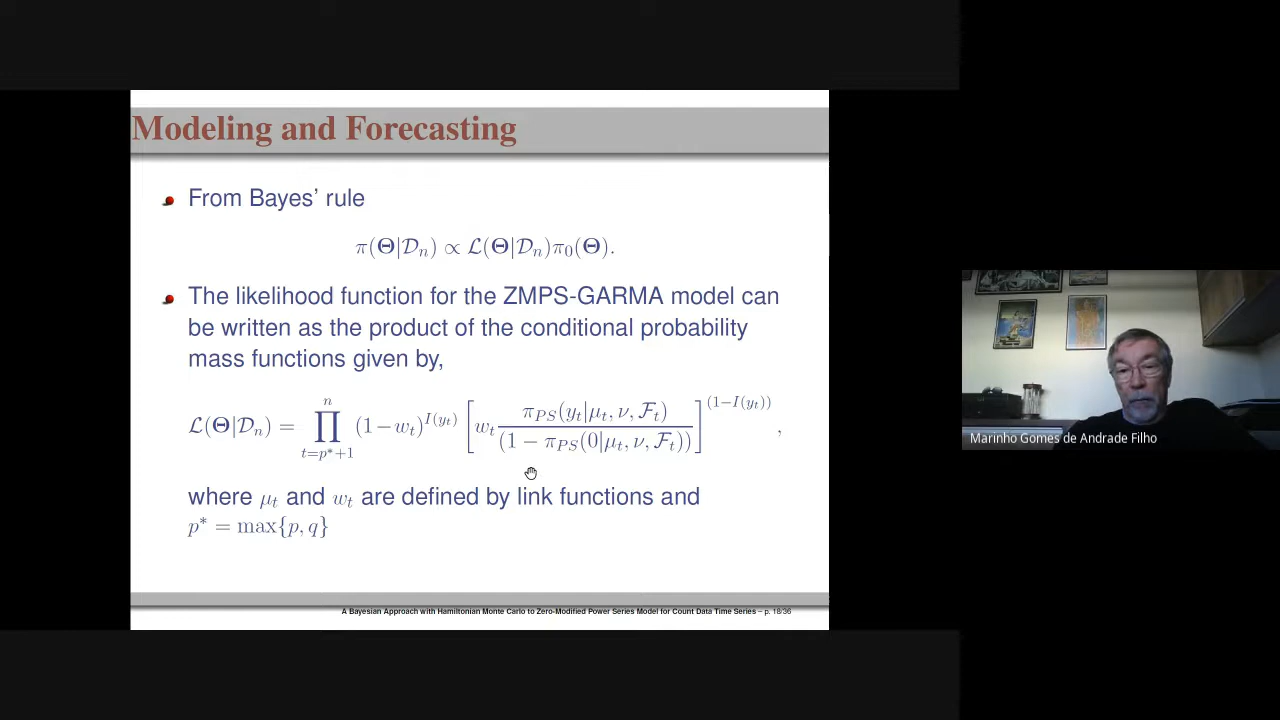 Modeling and Forecasting
From Bayes' rule
π(Θ|𝒟ₙ) ∝ ℒ(Θ|𝒟ₙ)π₀(Θ).
The likelihood function for the ZMPS-GARMA model can
be written as the product of the conditional probability
mass functions given by,
ℒ(Θ|𝒟ₙ) = ∏_{t=p*+1}^{n} (1−w_t)^{I(y_t)} [w_t π_{PS}(y_t|μ_t, ν, ℱ_t) / (1 − π_{PS}(0|μ_t, ν, ℱ_t))]^{(1−I(y_t))},
where μ_t and w_t are defined by link functions and
p* = max{p, q}
A Bayesian Approach with Hamiltonian Monte Carlo to Zero-Modified Power Series Model for Count Data Time Series – p. 18/36
Marinho Gomes de Andrade Filho